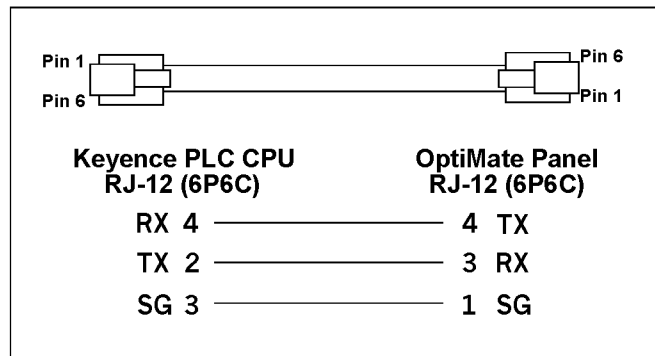 Pin 1
Pin 6
Pin 6
Pin 1
Keyence PLC CPU
RJ-12 (6P6C)
OptiMate Panel
RJ-12 (6P6C)
RX 4 4 TX
TX 2 3 RX
SG 3 1 SG